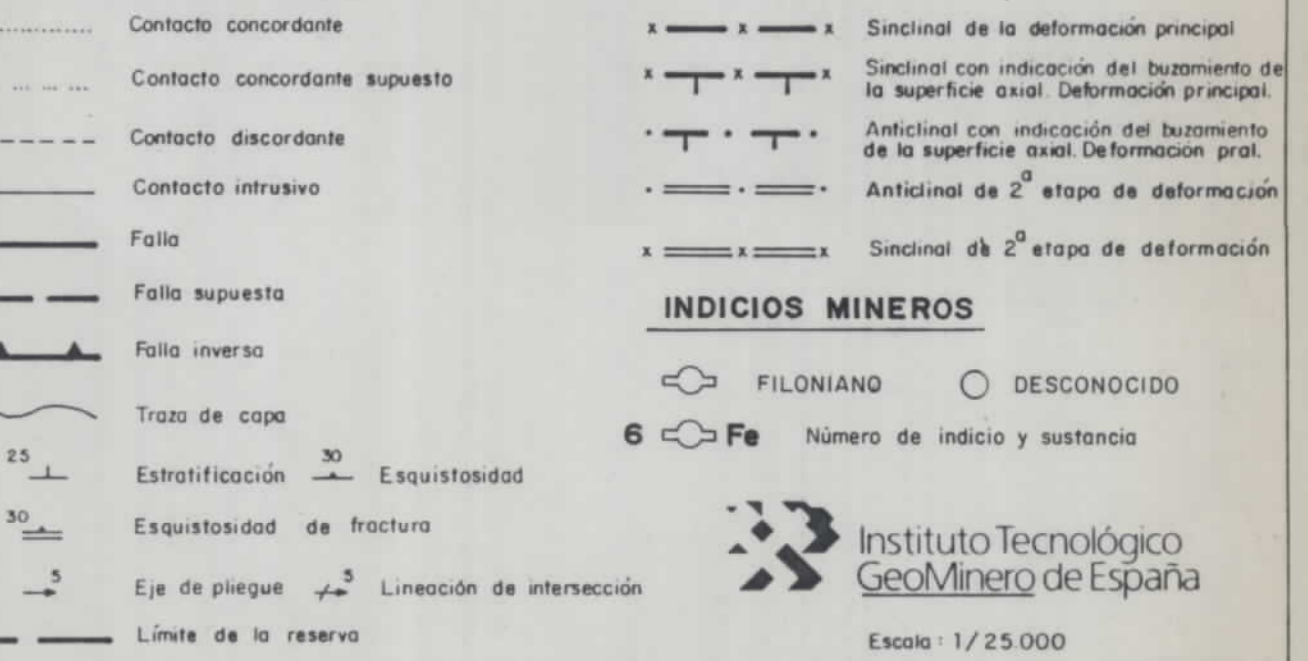 Contacto concordante
Contacto concordante supuesto
Contacto discordante
Contacto intrusivo
Falla
Falla supuesta
Falla inversa
Traza de capa
25 Estratificación 30 Esquistosidad
30 Esquistosidad de fractura
5 Eje de pliegue 5 Lineación de intersección
Límite de la reserva
x x x Sinclinal de la deformación principal
x x x Sinclinal con indicación del buzamiento de
la superficie axial. Deformación principal.
Anticlinal con indicación del buzamiento
de la superficie axial. Deformación pral.
Anticlinal de 2ª etapa de deformación
x x x Sinclinal de 2ª etapa de deformación
INDICIOS MINEROS
FILONIANO DESCONOCIDO
6 Fe Número de indicio y sustancia
Instituto Tecnológico
GeoMinero de España
Escala : 1/25.000